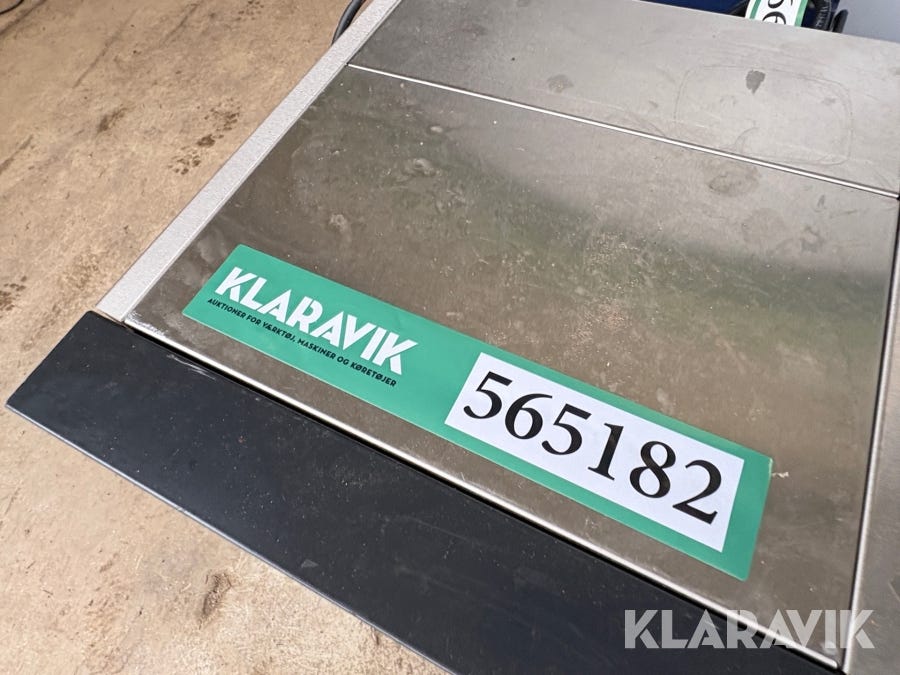 KLARAVIK
AUKTIONER FOR VÆRKTØJ, MASKINER OG KØRETØJER
565182
KLARAVIK